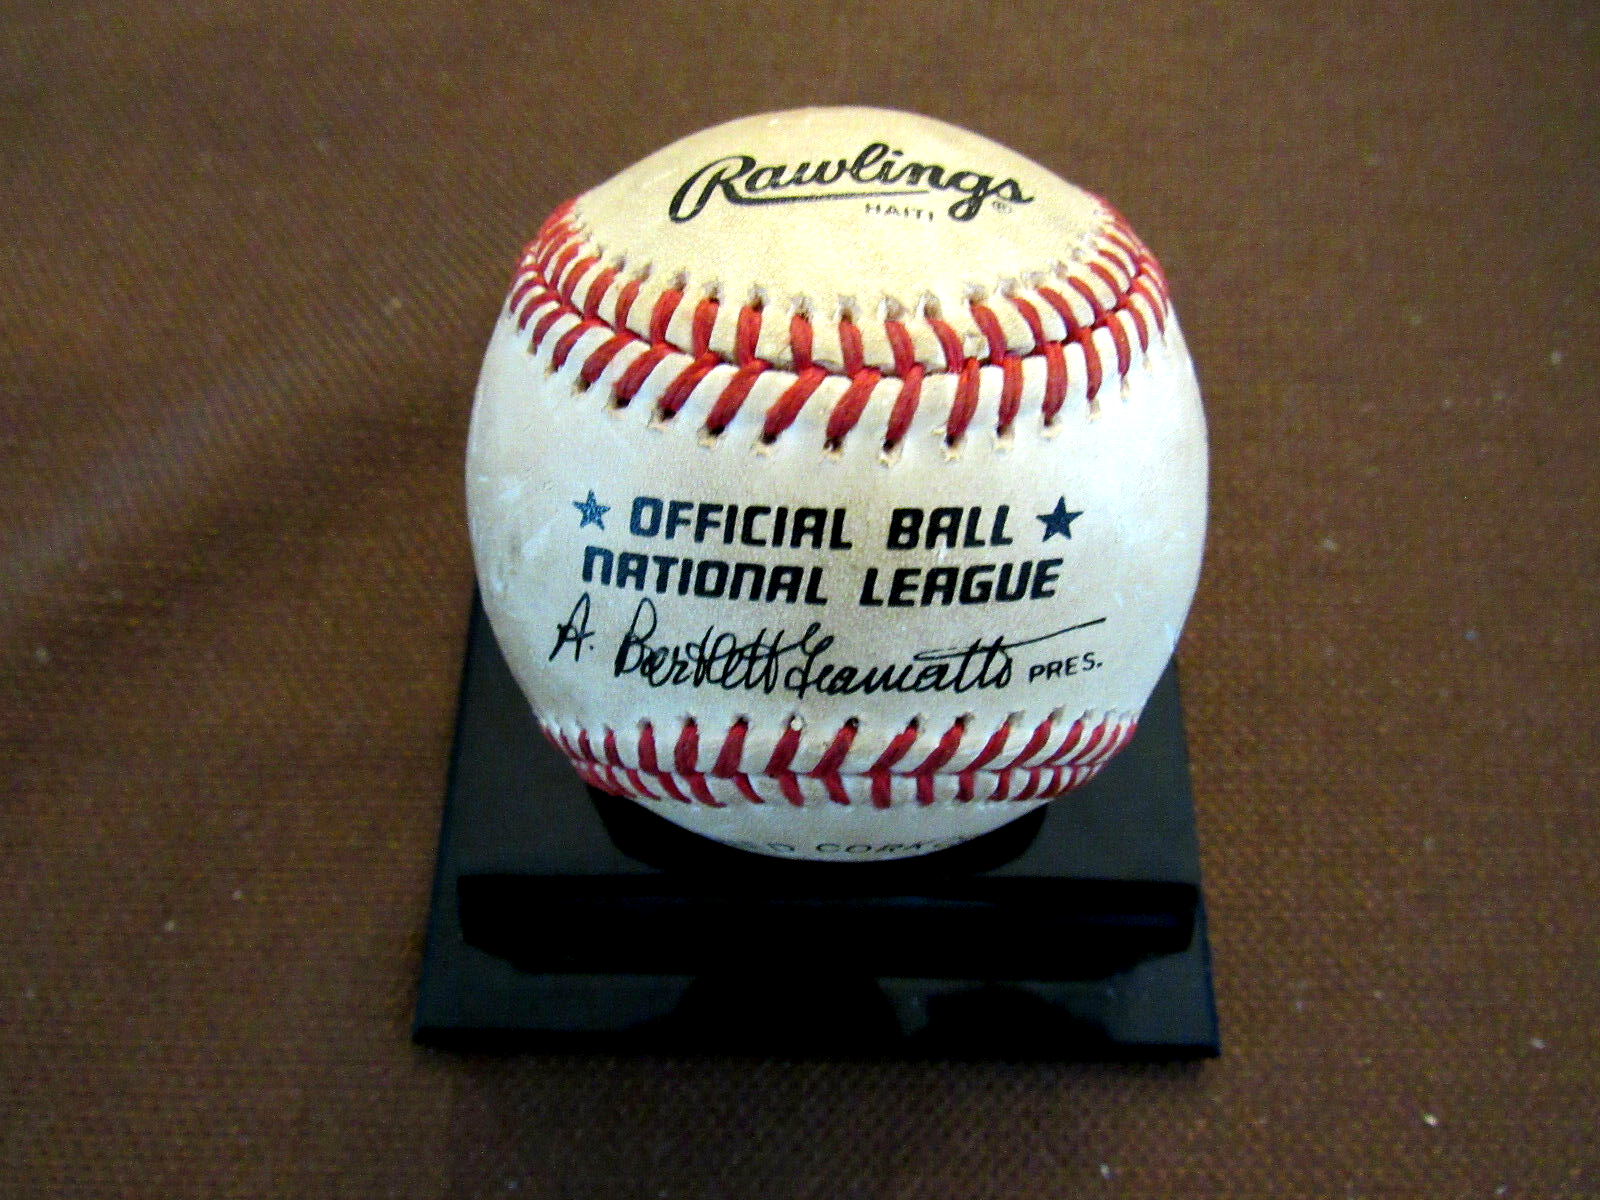 Rawlings®
HAITI
★ OFFICIAL BALL ★
NATIONAL LEAGUE
A. Bartlett Giamatti PRES.